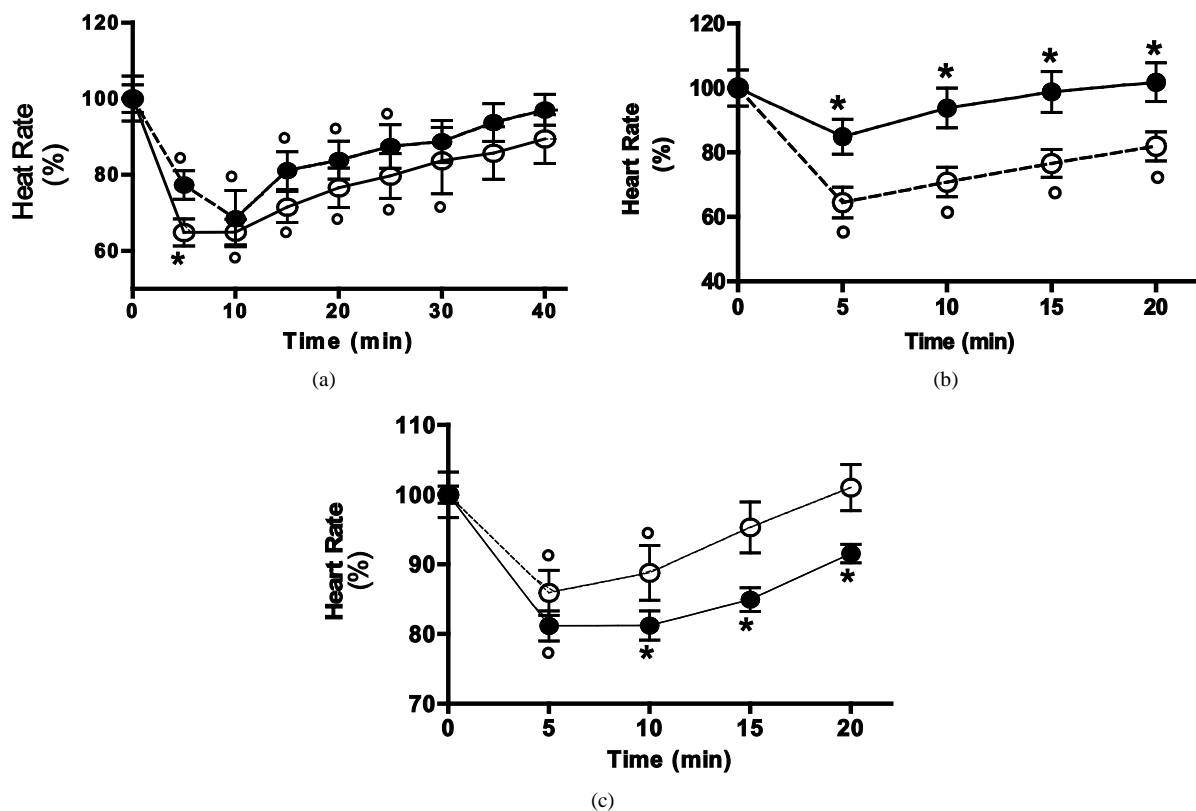 120
100
80
60
Heat Rate
(%)
0 10 20 30 40
Time (min)
(a)
120
100
80
60
40
Heart Rate
(%)
* * * *
0 5 10 15 20
Time (min)
(b)
*
110
100
90
80
70
Heart Rate
(%)
* * *
0 5 10 15 20
Time (min)
(c)